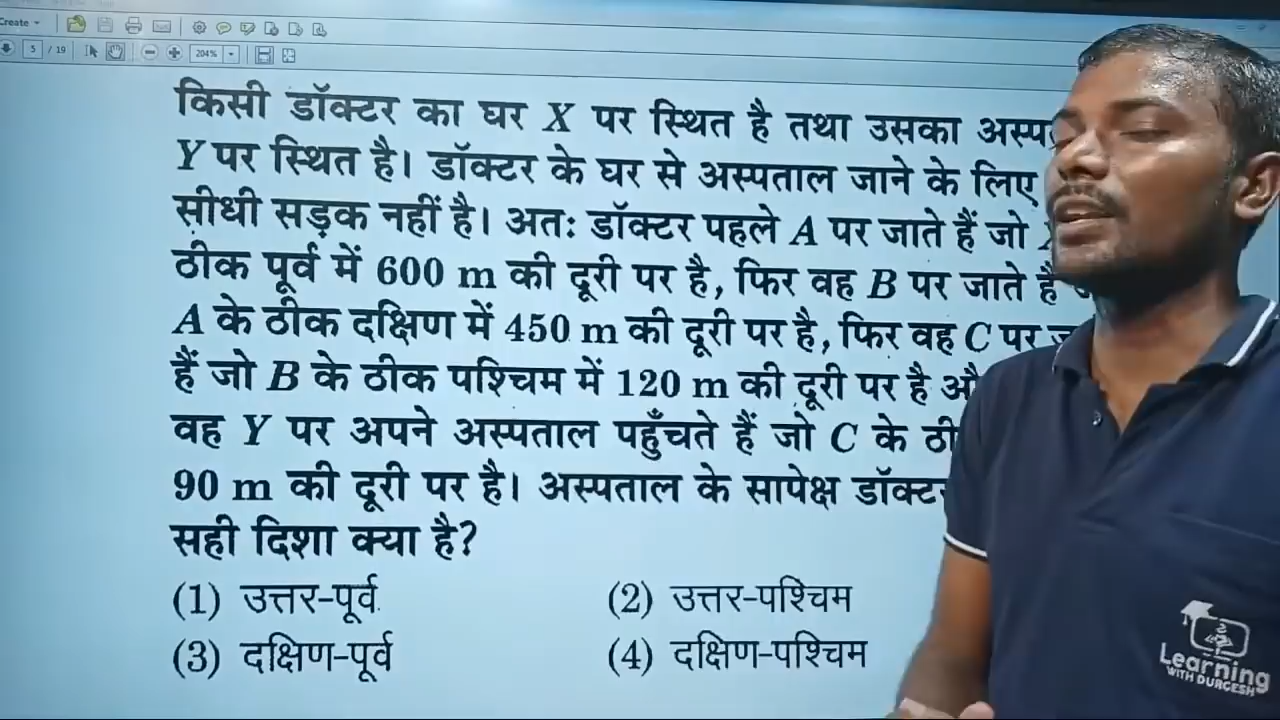 Create
5 / 19
204%
किसी डॉक्टर का घर X पर स्थित है तथा उसका
Y पर स्थित है। डॉक्टर के घर से अस्पताल जाने के लिए
सीधी सड़क नहीं है। अतः डॉक्टर पहले A पर जाते हैं जो
ठीक पूर्व में 600 m की दूरी पर है, फिर वह B पर जाते हैं
A के ठीक दक्षिण में 450 m की दूरी पर है, फिर वह C पर
हैं जो B के ठीक पश्चिम में 120 m की दूरी पर है
वह Y पर अपने अस्पताल पहुँचते हैं जो C के
90 m की दूरी पर है। अस्पताल के सापेक्ष
सही दिशा क्या है?
(1) उत्तर-पूर्व (2) उत्तर-पश्चिम
(3) दक्षिण-पूर्व (4) दक्षिण-पश्चिम
Learning
WITH DURGESH